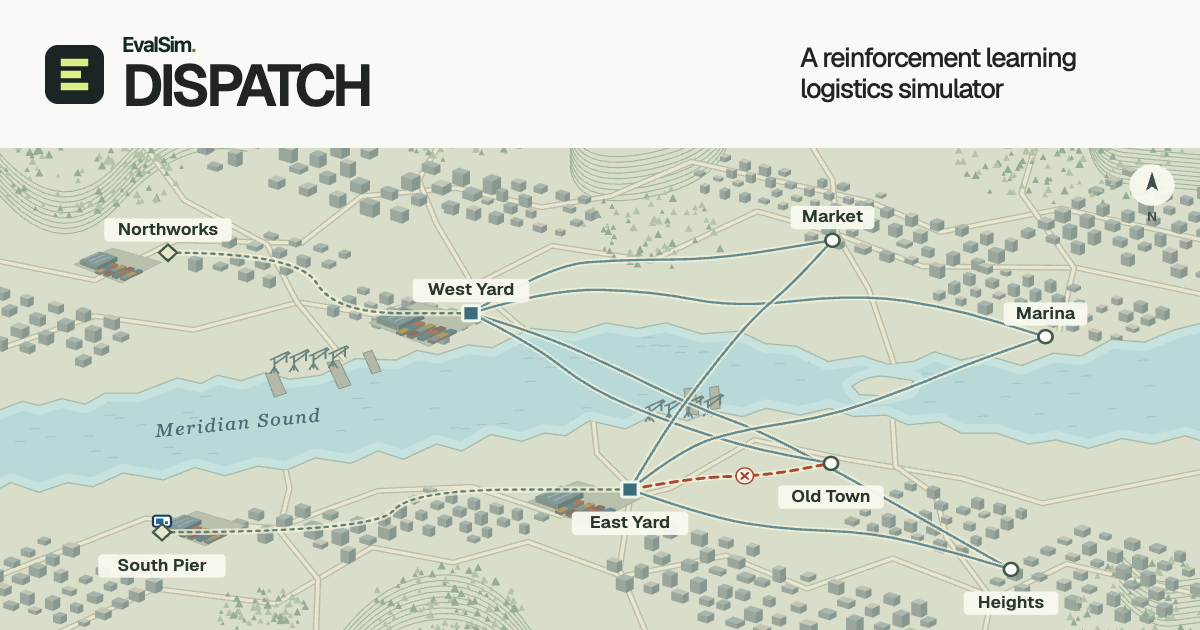 EvalSim.
DISPATCH
A reinforcement learning
logistics simulator
N
Market
Northworks
West Yard
Marina
Meridian Sound
Old Town
East Yard
South Pier
Heights